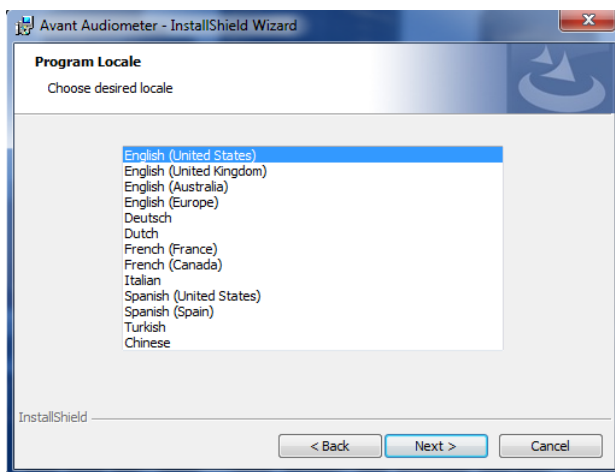 Avant Audiometer - InstallShield Wizard
Program Locale
Choose desired locale
English (United States)
English (United Kingdom)
English (Australia)
English (Europe)
Deutsch
Dutch
French (France)
French (Canada)
Italian
Spanish (United States)
Spanish (Spain)
Turkish
Chinese
InstallShield
< Back Next > Cancel